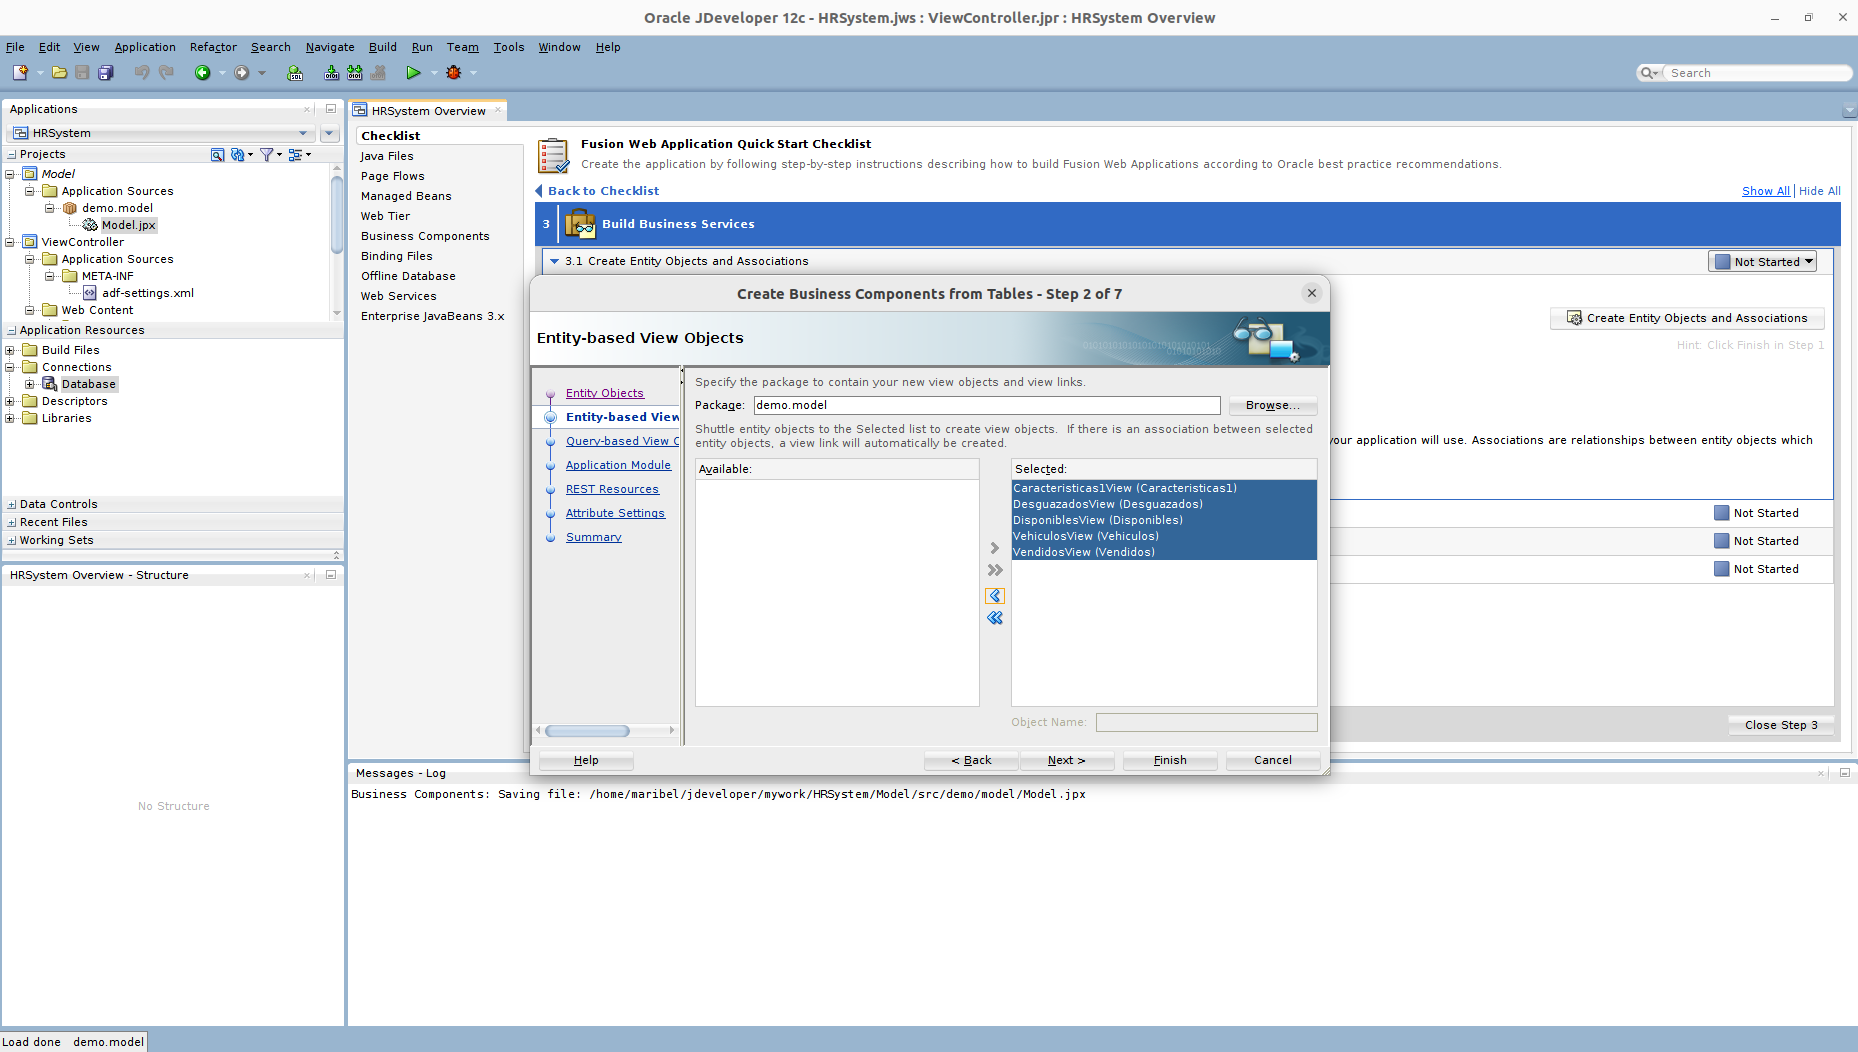 Oracle JDeveloper 12c - HRSystem.jws : ViewController.jpr : HRSystem Overview
File Edit View Application Refactor Search Navigate Build Run Team Tools Window Help
Search
Applications
HRSystem
Projects
Model
Application Sources
demo.model
Model.jpx
ViewController
Application Sources
META-INF
adf-settings.xml
Web Content
Application Resources
Build Files
Connections
Database
Descriptors
Libraries
Data Controls
Recent Files
Working Sets
HRSystem Overview - Structure
No Structure
HRSystem Overview
Checklist
Java Files
Page Flows
Managed Beans
Web Tier
Business Components
Binding Files
Offline Database
Web Services
Enterprise JavaBeans 3.x
Fusion Web Application Quick Start Checklist
Create the application by following step-by-step instructions describing how to build Fusion Web Applications according to Oracle best practice recommendations.
Back to Checklist
Show All | Hide All
3 Build Business Services
3.1 Create Entity Objects and Associations
Not Started
Create Entity Objects and Associations
Hint: Click Finish in Step 1
your application will use. Associations are relationships between entity objects which
Not Started
Not Started
Not Started
Close Step 3
Create Business Components from Tables - Step 2 of 7
Entity-based View Objects
Entity Objects
Entity-based View
Query-based View O
Application Module
REST Resources
Attribute Settings
Summary
Specify the package to contain your new view objects and view links.
Package: demo.model
Browse...
Shuttle entity objects to the Selected list to create view objects. If there is an association between selected
entity objects, a view link will automatically be created.
Available:
Selected:
Caracteristicas1View (Caracteristicas1)
DesguazadosView (Desguazados)
DisponiblesView (Disponibles)
VehiculosView (Vehiculos)
VendidosView (Vendidos)
Object Name:
Help
< Back
Next >
Finish
Cancel
Messages - Log
Business Components: Saving file: /home/maribel/jdeveloper/mywork/HRSystem/Model/src/demo/model/Model.jpx
Load done demo.model